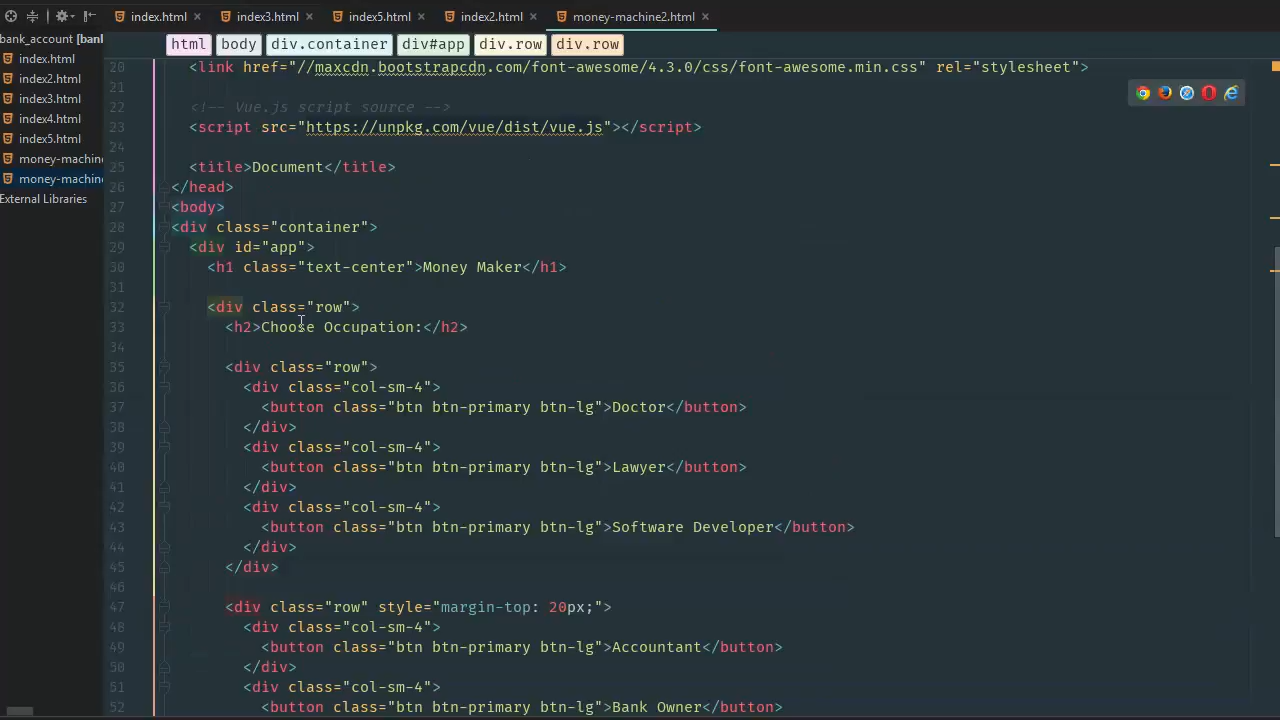 index.html index3.html index5.html index2.html money-machine2.html
bank_account [bank
index.html
index2.html
index3.html
index4.html
index5.html
money-machine
money-machine
External Libraries
html body div.container div#app div.row div.row
20 <link href="//maxcdn.bootstrapcdn.com/font-awesome/4.3.0/css/font-awesome.min.css" rel="stylesheet">
21
22 <!-- Vue.js script source -->
23 <script src="https://unpkg.com/vue/dist/vue.js"></script>
24
25 <title>Document</title>
26 </head>
27 <body>
28 <div class="container">
29 <div id="app">
30 <h1 class="text-center">Money Maker</h1>
31
32 <div class="row">
33 <h2>Choose Occupation:</h2>
34
35 <div class="row">
36 <div class="col-sm-4">
37 <button class="btn btn-primary btn-lg">Doctor</button>
38 </div>
39 <div class="col-sm-4">
40 <button class="btn btn-primary btn-lg">Lawyer</button>
41 </div>
42 <div class="col-sm-4">
43 <button class="btn btn-primary btn-lg">Software Developer</button>
44 </div>
45 </div>
46
47 <div class="row" style="margin-top: 20px;">
48 <div class="col-sm-4">
49 <button class="btn btn-primary btn-lg">Accountant</button>
50 </div>
51 <div class="col-sm-4">
52 <button class="btn btn-primary btn-lg">Bank Owner</button>